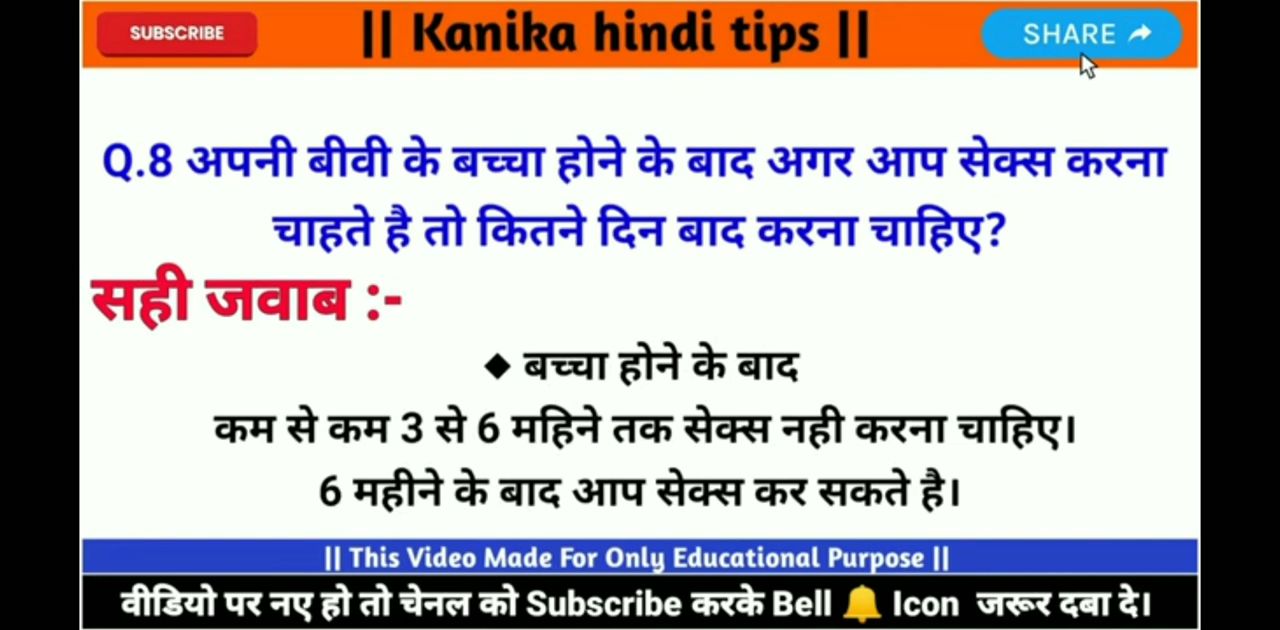 SUBSCRIBE
|| Kanika hindi tips ||
SHARE
Q.8 अपनी बीवी के बच्चा होने के बाद अगर आप सेक्स करना
चाहते है तो कितने दिन बाद करना चाहिए?
सही जवाब :-
◆ बच्चा होने के बाद
कम से कम 3 से 6 महिने तक सेक्स नही करना चाहिए।
6 महीने के बाद आप सेक्स कर सकते है।
|| This Video Made For Only Educational Purpose ||
वीडियो पर नए हो तो चेनल को Subscribe करके Bell 🔔 Icon जरूर दबा दे।